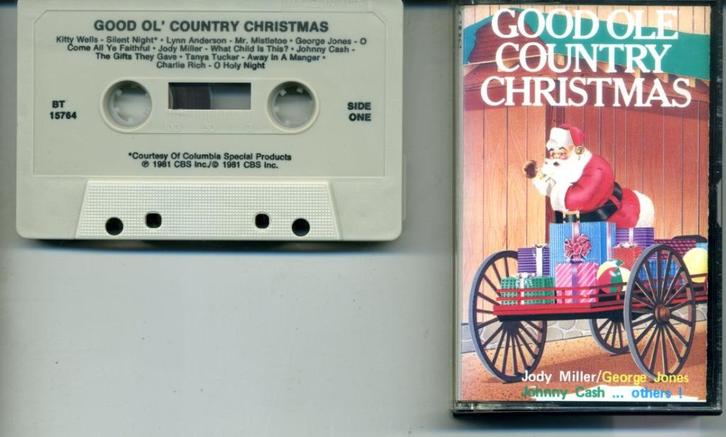 GOOD OL' COUNTRY CHRISTMAS
Kitty Wells - Silent Night* • Lynn Anderson - Mr. Mistletoe • George Jones - O
Come All Ye Faithful • Jody Miller - What Child Is This? • Johnny Cash -
The Gifts They Gave • Tanya Tucker - Away In A Manger •
Charlie Rich - O Holy Night
BT
15764
SIDE
ONE
*Courtesy Of Columbia Special Products
℗ 1981 CBS Inc./© 1981 CBS Inc.
GOOD OLE
COUNTRY
CHRISTMAS
Jody Miller/George Jones
Johnny Cash ... others !